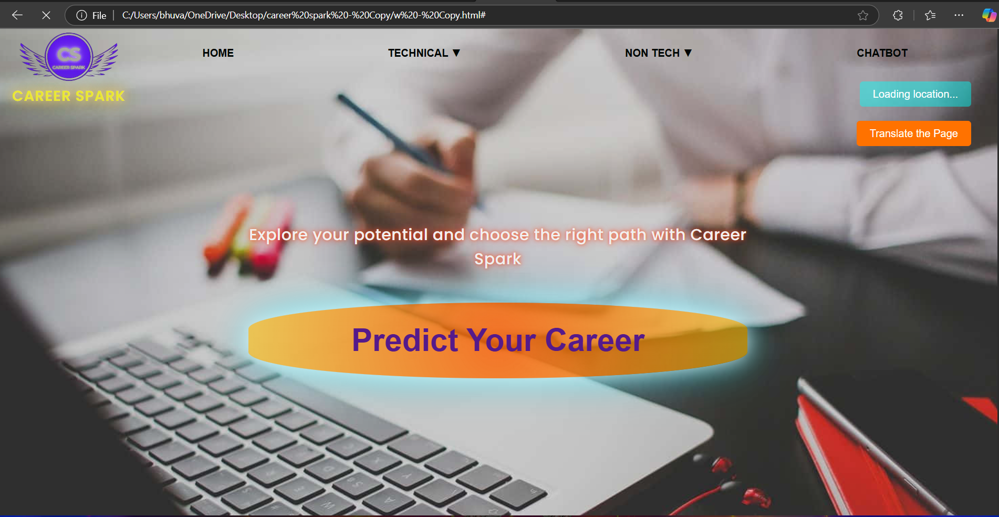 File
C:/Users/bhuva/OneDrive/Desktop/career%20spark%20-%20Copy/w%20-%20Copy.html#
CS
CAREER SPARK
CAREER SPARK
HOME
TECHNICAL ▼
NON TECH ▼
CHATBOT
Loading location...
Translate the Page
Explore your potential and choose the right path with Career
Spark
Predict Your Career